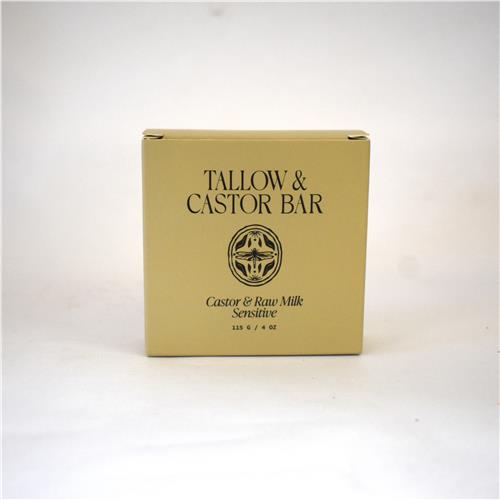 TALLOW &
CASTOR BAR
Castor & Raw Milk
Sensitive
115 G / 4 OZ